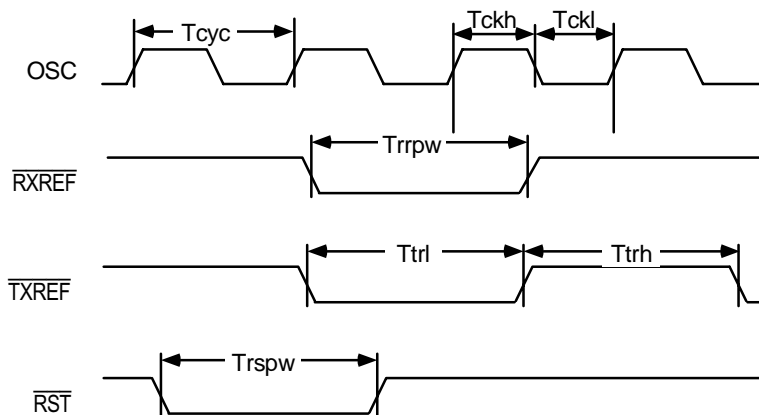 Tcyc Tckh Tckl
OSC
Trrpw
RXREF
Ttrl Ttrh
TXREF
Trspw
RST